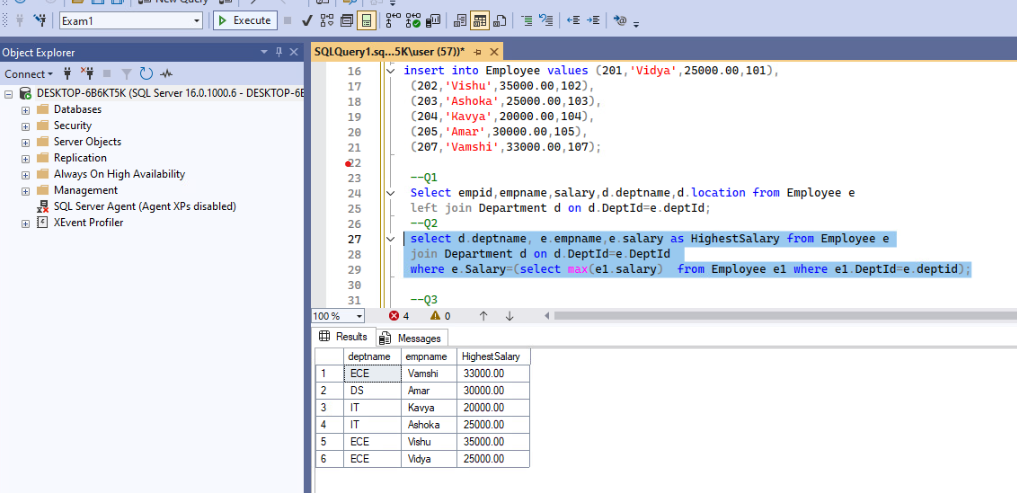 Exam1
Execute
Object Explorer
SQLQuery1.sq...5K\user (57))*
Connect
DESKTOP-6B6KT5K (SQL Server 16.0.1000.6 - DESKTOP-6E
Databases
Security
Server Objects
Replication
Always On High Availability
Management
SQL Server Agent (Agent XPs disabled)
XEvent Profiler
16 insert into Employee values (201,'Vidya',25000.00,101),
17 (202,'Vishu',35000.00,102),
18 (203,'Ashoka',25000.00,103),
19 (204,'Kavya',20000.00,104),
20 (205,'Amar',30000.00,105),
21 (207,'Vamshi',33000.00,107);
22
23 --Q1
24 Select empid,empname,salary,d.deptname,d.location from Employee e
25 left join Department d on d.DeptId=e.deptId;
26 --Q2
27 select d.deptname, e.empname,e.salary as HighestSalary from Employee e
28 join Department d on d.DeptId=e.DeptId
29 where e.Salary=(select max(e1.salary)  from Employee e1 where e1.DeptId=e.deptid);
30
31 --Q3
100 % 4 0
Results Messages
deptname empname HighestSalary
1 ECE Vamshi 33000.00
2 DS Amar 30000.00
3 IT Kavya 20000.00
4 IT Ashoka 25000.00
5 ECE Vishu 35000.00
6 ECE Vidya 25000.00